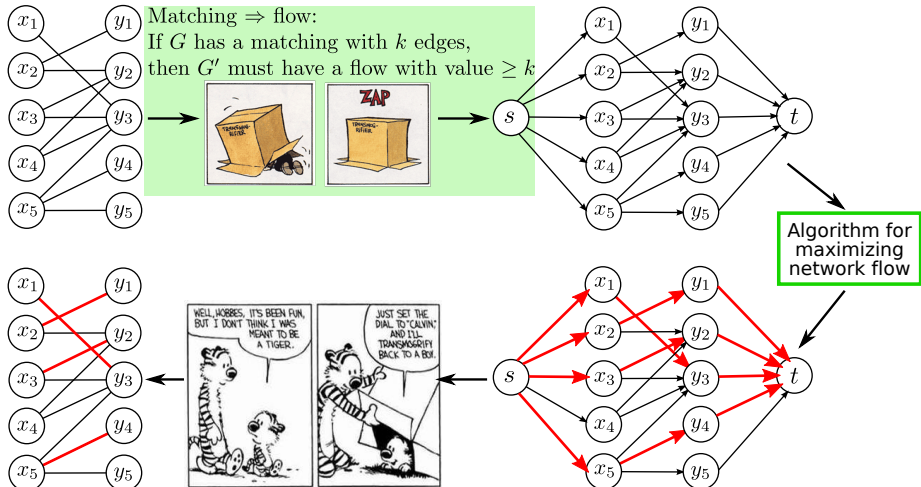 Matching ⇒ flow:
If G has a matching with k edges,
then G′ must have a flow with value ≥ k
x1
x2
x3
x4
x5
y1
y2
y3
y4
y5
TRANSMOG-
RIFIER
ZAP
TRANSMOG-
RIFIER
s
x1
x2
x3
x4
x5
y1
y2
y3
y4
y5
t
Algorithm for
maximizing
network flow
x1
x2
x3
x4
x5
y1
y2
y3
y4
y5
WELL, HOBBES, IT'S BEEN FUN,
BUT I DON'T THINK I WAS
MEANT TO BE
A TIGER.
JUST SET THE
DIAL TO "CALVIN,"
AND I'LL
TRANSMOGRIFY
BACK TO A BOY.
s
x1
x2
x3
x4
x5
y1
y2
y3
y4
y5
t